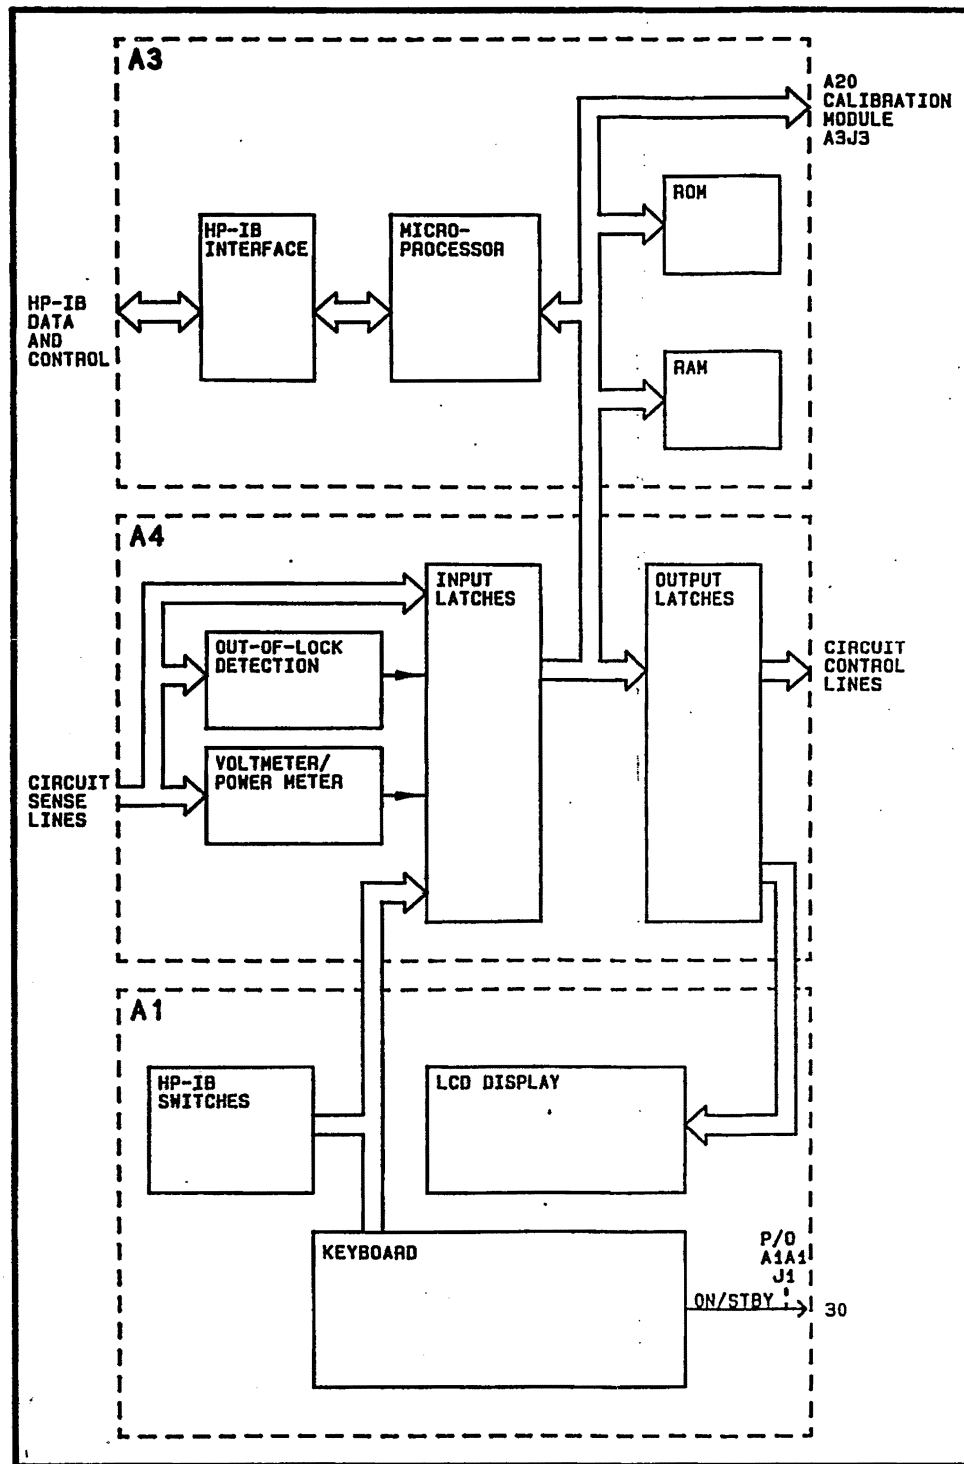 A3
A20
CALIBRATION
MODULE
A3J3
ROM
HP-IB
INTERFACE
MICRO-
PROCESSOR
HP-IB
DATA
AND
CONTROL
RAM
A4
INPUT
LATCHES
OUTPUT
LATCHES
OUT-OF-LOCK
DETECTION
CIRCUIT
CONTROL
LINES
VOLTMETER/
POWER METER
CIRCUIT
SENSE
LINES
A1
HP-IB
SWITCHES
LCD DISPLAY
KEYBOARD
P/O
A1A1
J1
ON/STBY
30